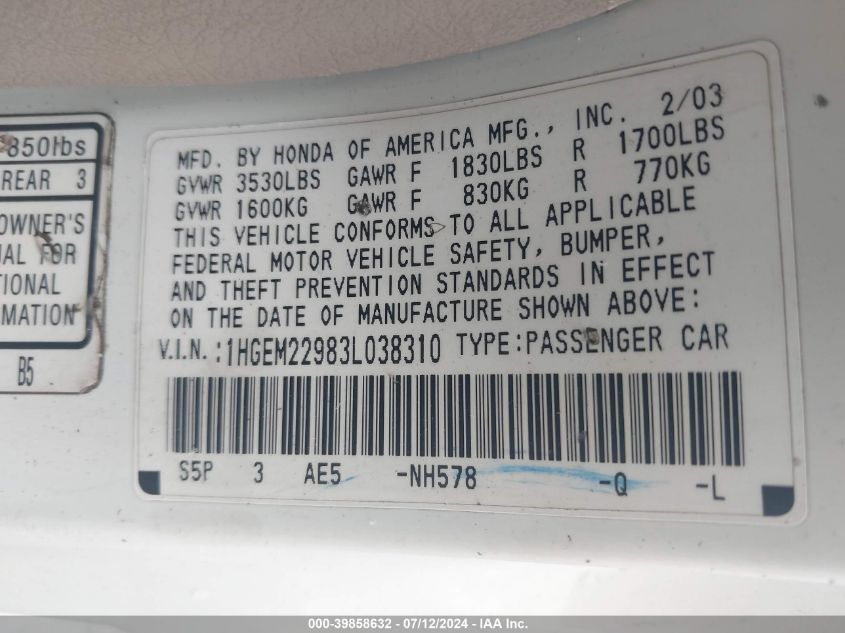 850lbs
REAR 3
OWNER'S
UAL FOR
TIONAL
RMATION
B5
MFD. BY HONDA OF AMERICA MFG., INC. 2/03
GVWR 3530LBS GAWR F 1830LBS R 1700LBS
GVWR 1600KG GAWR F 830KG R 770KG
THIS VEHICLE CONFORMS TO ALL APPLICABLE
FEDERAL MOTOR VEHICLE SAFETY, BUMPER,
AND THEFT PREVENTION STANDARDS IN EFFECT
ON THE DATE OF MANUFACTURE SHOWN ABOVE:
V.I.N.:1HGEM22983L038310 TYPE:PASSENGER CAR
S5P 3 AE5 -NH578 -Q -L
000-39858632 - 07/12/2024 - IAA Inc.